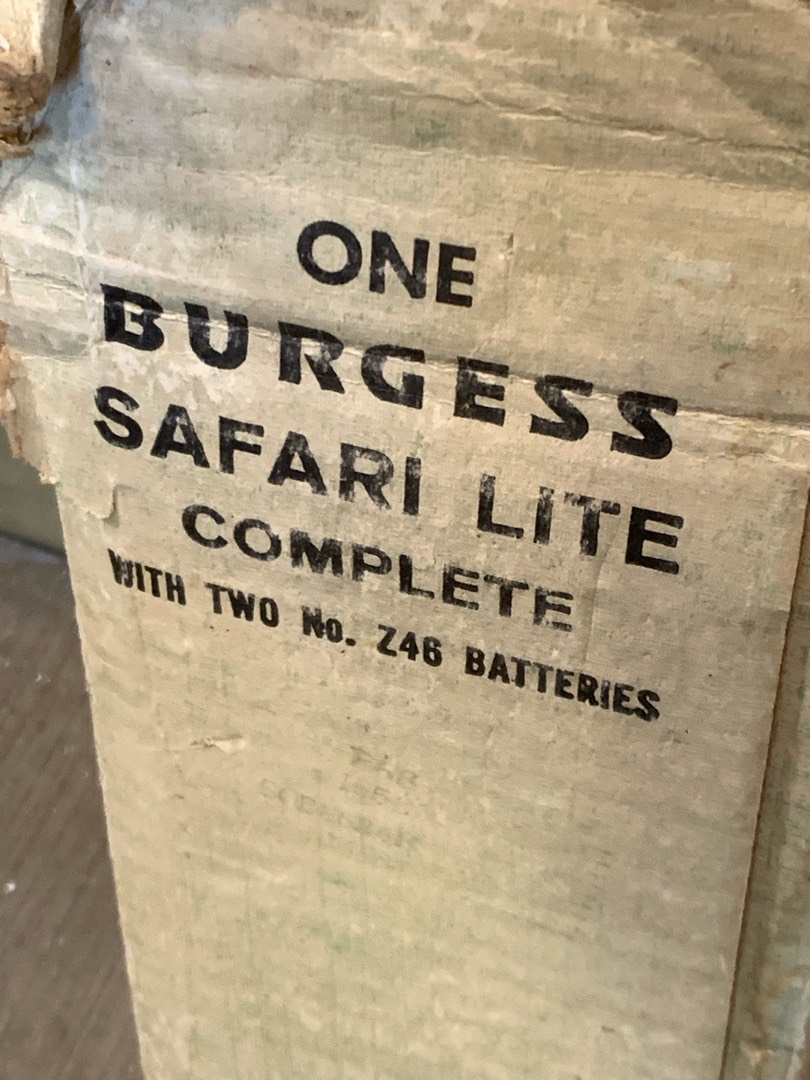 ONE
BURGESS
SAFARI LITE
COMPLETE
WITH TWO No. Z46 BATTERIES